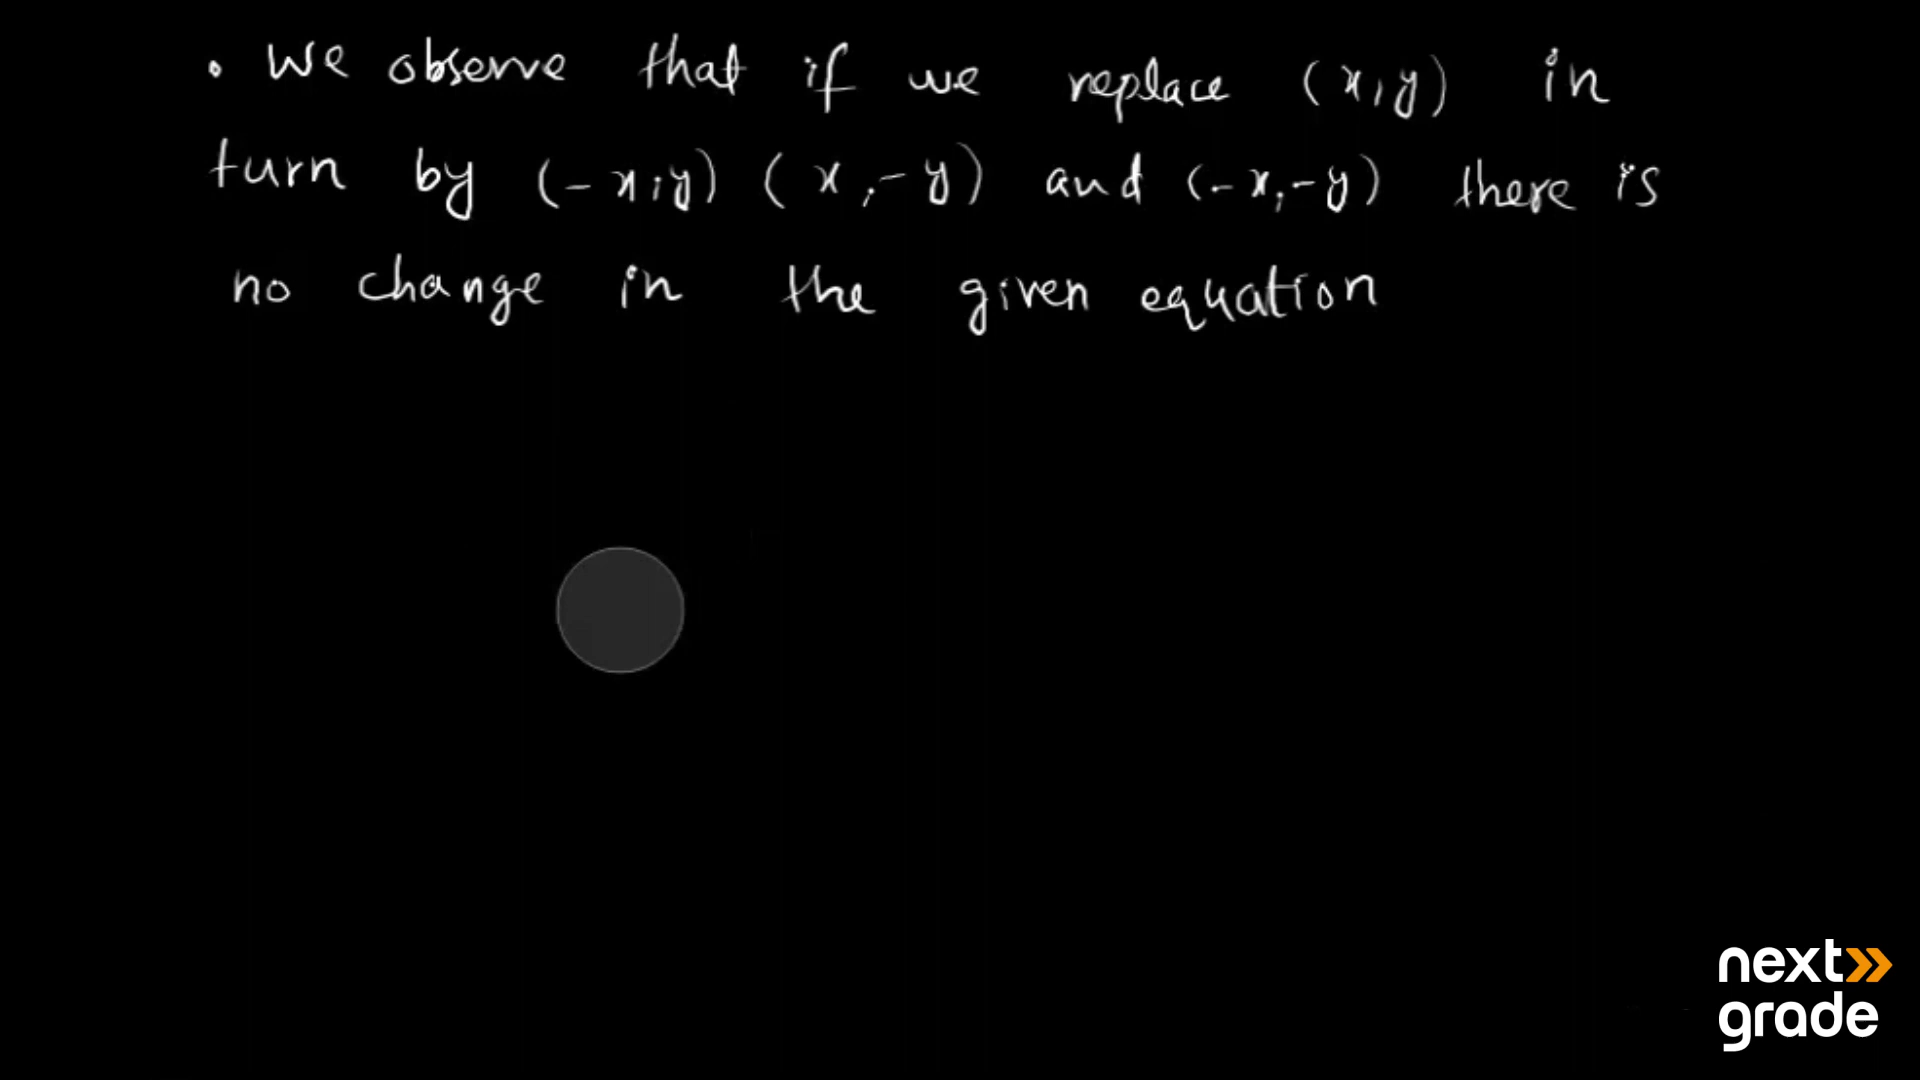 • We observe that if we replace (x,y) in
turn by (-x,y) (x,-y) and (-x,-y) there is
no change in the given equation
next
grade